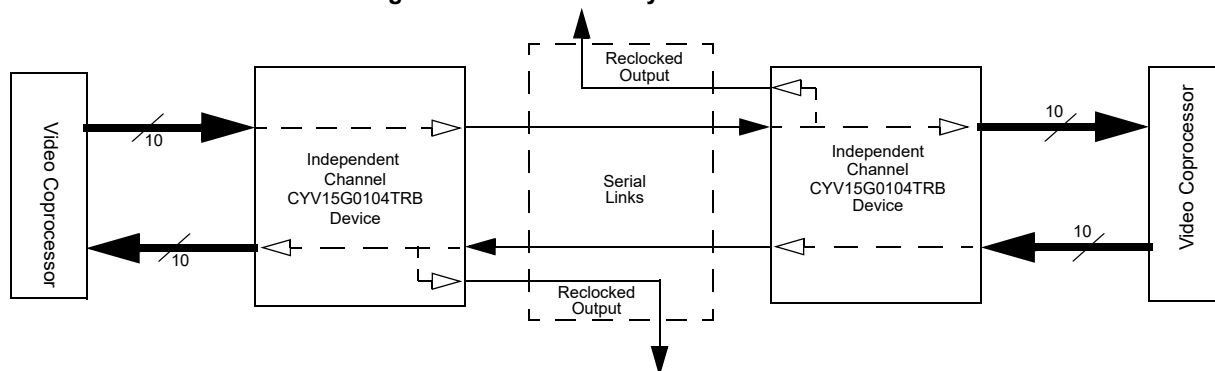 Reclocked
Output
Video Coprocessor
10
10
Independent
Channel
CYV15G0104TRB
Device
Serial
Links
Independent
Channel
CYV15G0104TRB
Device
10
10
Video Coprocessor
Reclocked
Output